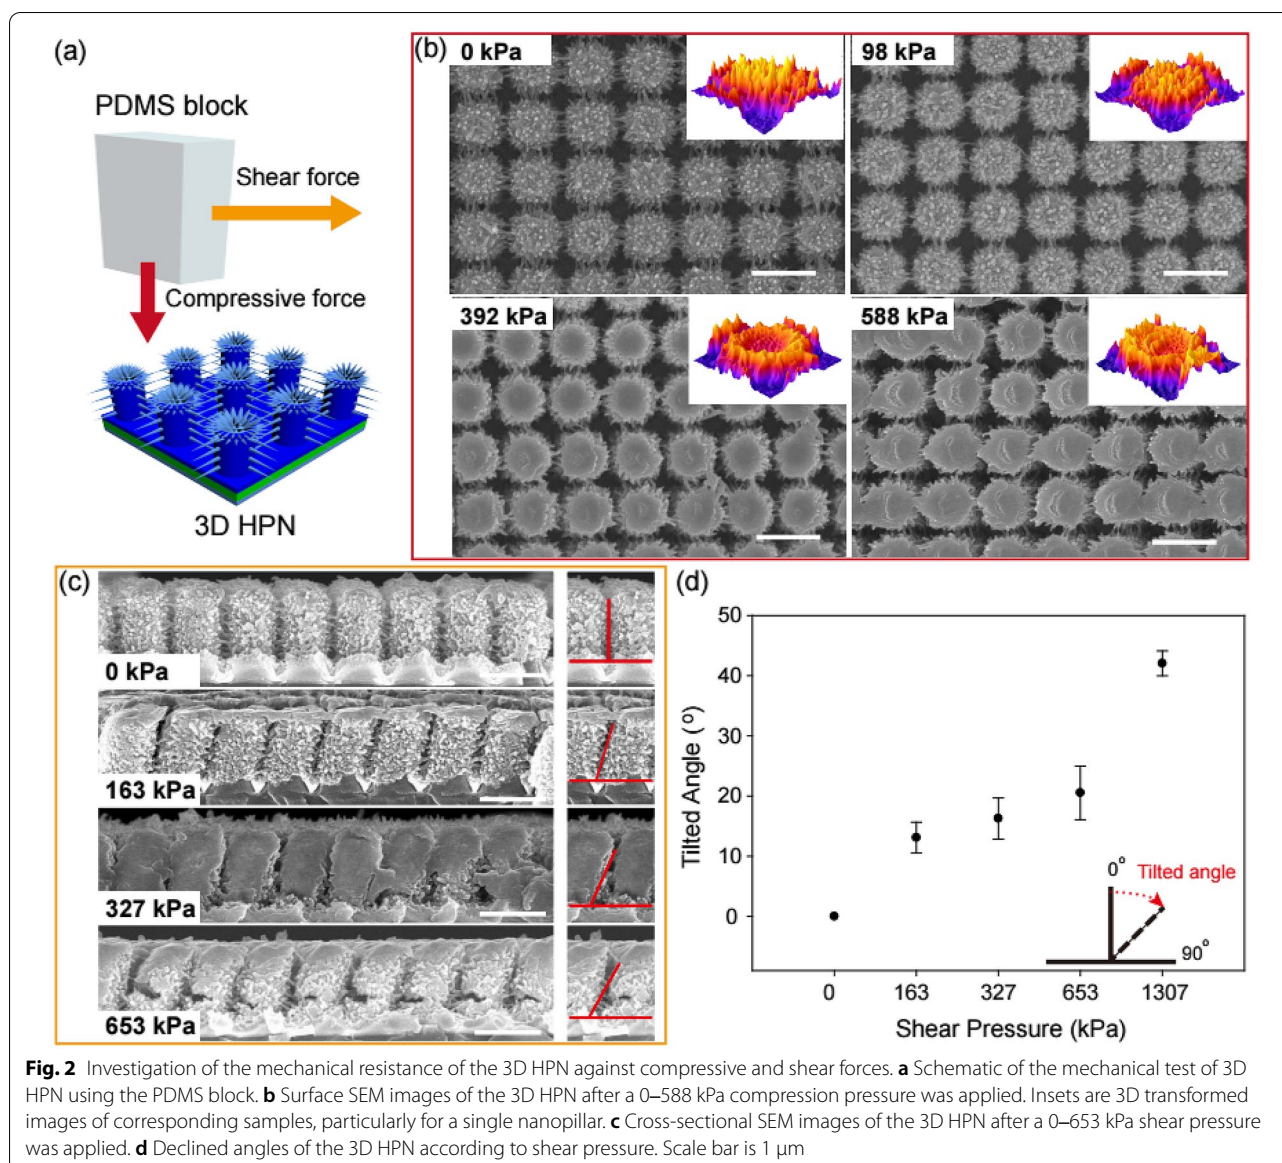 (a)
PDMS block
Shear force
Compressive force
3D HPN
(b)
0 kPa
98 kPa
392 kPa
588 kPa
(c)
0 kPa
163 kPa
327 kPa
653 kPa
(d)
50
40
30
20
10
0
Tilted Angle (º)
0 163 327 653 1307
Shear Pressure (kPa)
0°
Tilted angle
90°
Fig. 2 Investigation of the mechanical resistance of the 3D HPN against compressive and shear forces. a Schematic of the mechanical test of 3D
HPN using the PDMS block. b Surface SEM images of the 3D HPN after a 0–588 kPa compression pressure was applied. Insets are 3D transformed
images of corresponding samples, particularly for a single nanopillar. c Cross-sectional SEM images of the 3D HPN after a 0–653 kPa shear pressure
was applied. d Declined angles of the 3D HPN according to shear pressure. Scale bar is 1 μm